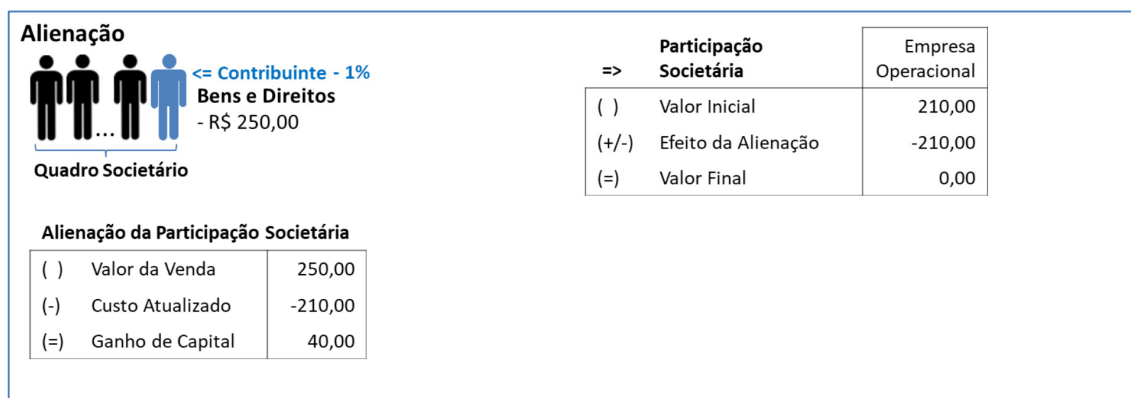 Alienação
<= Contribuinte - 1%
Bens e Direitos
- R$ 250,00
...
Quadro Societário
Participação Empresa
=> Societária Operacional
( ) Valor Inicial 210,00
(+/-) Efeito da Alienação -210,00
(=) Valor Final 0,00
Alienação da Participação Societária
( ) Valor da Venda 250,00
(-) Custo Atualizado -210,00
(=) Ganho de Capital 40,00